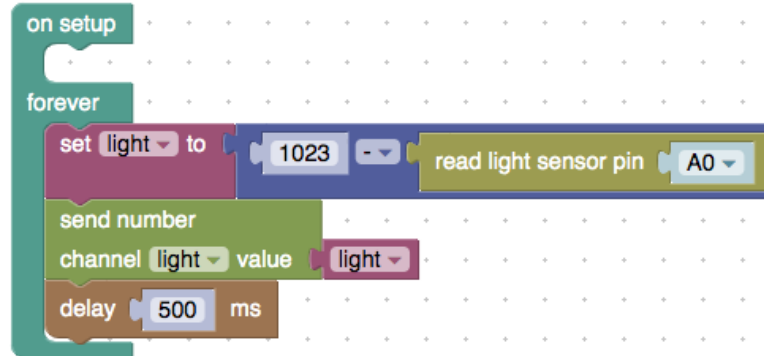 on setup
forever
set light to 1023 - read light sensor pin A0
send number
channel light value light
delay 500 ms